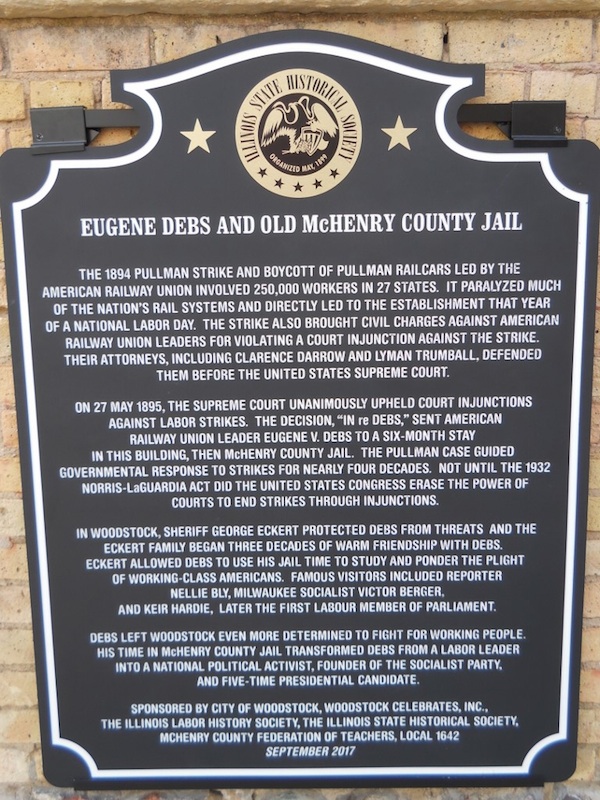 ILLINOIS STATE HISTORICAL SOCIETY
ORGANIZED MAY, 1899
EUGENE DEBS AND OLD McHENRY COUNTY JAIL
THE 1894 PULLMAN STRIKE AND BOYCOTT OF PULLMAN RAILCARS LED BY THE
AMERICAN RAILWAY UNION INVOLVED 250,000 WORKERS IN 27 STATES. IT PARALYZED MUCH
OF THE NATION'S RAIL SYSTEMS AND DIRECTLY LED TO THE ESTABLISHMENT THAT YEAR
OF A NATIONAL LABOR DAY. THE STRIKE ALSO BROUGHT CIVIL CHARGES AGAINST AMERICAN
RAILWAY UNION LEADERS FOR VIOLATING A COURT INJUNCTION AGAINST THE STRIKE.
THEIR ATTORNEYS, INCLUDING CLARENCE DARROW AND LYMAN TRUMBALL, DEFENDED
THEM BEFORE THE UNITED STATES SUPREME COURT.
ON 27 MAY 1895, THE SUPREME COURT UNANIMOUSLY UPHELD COURT INJUNCTIONS
AGAINST LABOR STRIKES. THE DECISION, "IN re DEBS," SENT AMERICAN
RAILWAY UNION LEADER EUGENE V. DEBS TO A SIX-MONTH STAY
IN THIS BUILDING, THEN McHENRY COUNTY JAIL. THE PULLMAN CASE GUIDED
GOVERNMENTAL RESPONSE TO STRIKES FOR NEARLY FOUR DECADES. NOT UNTIL THE 1932
NORRIS-LaGUARDIA ACT DID THE UNITED STATES CONGRESS ERASE THE POWER OF
COURTS TO END STRIKES THROUGH INJUNCTIONS.
IN WOODSTOCK, SHERIFF GEORGE ECKERT PROTECTED DEBS FROM THREATS AND THE
ECKERT FAMILY BEGAN THREE DECADES OF WARM FRIENDSHIP WITH DEBS.
ECKERT ALLOWED DEBS TO USE HIS JAIL TIME TO STUDY AND PONDER THE PLIGHT
OF WORKING-CLASS AMERICANS. FAMOUS VISITORS INCLUDED REPORTER
NELLIE BLY, MILWAUKEE SOCIALIST VICTOR BERGER,
AND KEIR HARDIE, LATER THE FIRST LABOUR MEMBER OF PARLIAMENT.
DEBS LEFT WOODSTOCK EVEN MORE DETERMINED TO FIGHT FOR WORKING PEOPLE.
HIS TIME IN McHENRY COUNTY JAIL TRANSFORMED DEBS FROM A LABOR LEADER
INTO A NATIONAL POLITICAL ACTIVIST, FOUNDER OF THE SOCIALIST PARTY,
AND FIVE-TIME PRESIDENTIAL CANDIDATE.
SPONSORED BY CITY OF WOODSTOCK, WOODSTOCK CELEBRATES, INC.,
THE ILLINOIS LABOR HISTORY SOCIETY, THE ILLINOIS STATE HISTORICAL SOCIETY,
MCHENRY COUNTY FEDERATION OF TEACHERS, LOCAL 1642
SEPTEMBER 2017